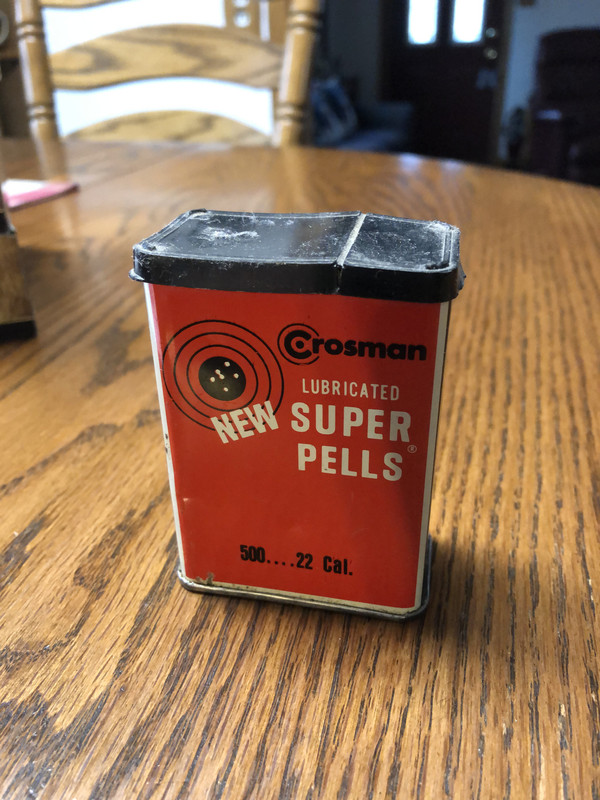 Crosman
LUBRICATED
NEW SUPER
PELLS®
500....22 Cal.